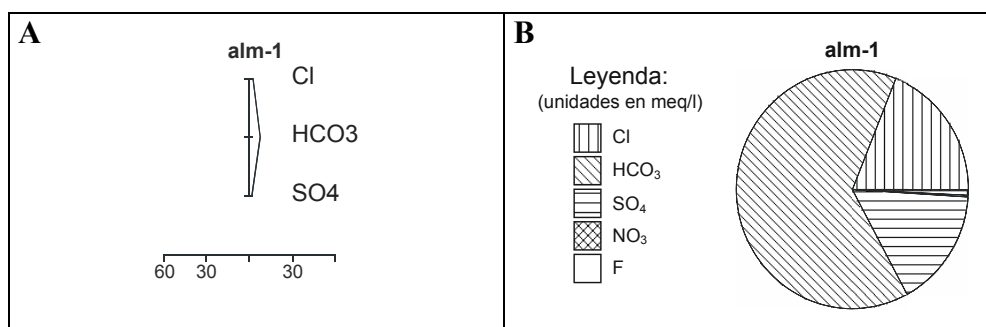 A
alm-1
Cl
HCO3
SO4
60 30 30
B
alm-1
Leyenda:
(unidades en meq/l)
Cl
HCO₃
SO₄
NO₃
F